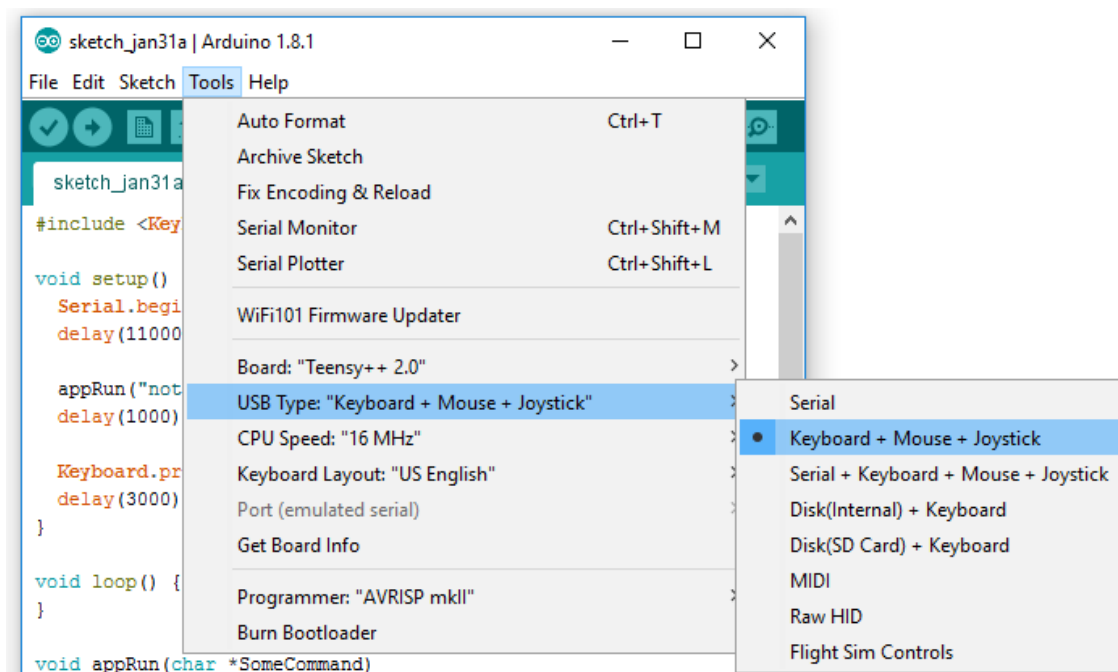 sketch_jan31a | Arduino 1.8.1
File Edit Sketch Tools Help
Auto Format Ctrl+T
Archive Sketch
Fix Encoding & Reload
Serial Monitor Ctrl+Shift+M
Serial Plotter Ctrl+Shift+L
WiFi101 Firmware Updater
Board: "Teensy++ 2.0"
USB Type: "Keyboard + Mouse + Joystick"
CPU Speed: "16 MHz"
Keyboard Layout: "US English"
Port (emulated serial)
Get Board Info
Programmer: "AVRISP mkII"
Burn Bootloader
Serial
Keyboard + Mouse + Joystick
Serial + Keyboard + Mouse + Joystick
Disk(Internal) + Keyboard
Disk(SD Card) + Keyboard
MIDI
Raw HID
Flight Sim Controls
sketch_jan31a
#include <Key
void setup()
Serial.begi
delay(11000
appRun("not
delay(1000)
Keyboard.pr
delay(3000)
}
void loop() {
}
void appRun(char *SomeCommand)